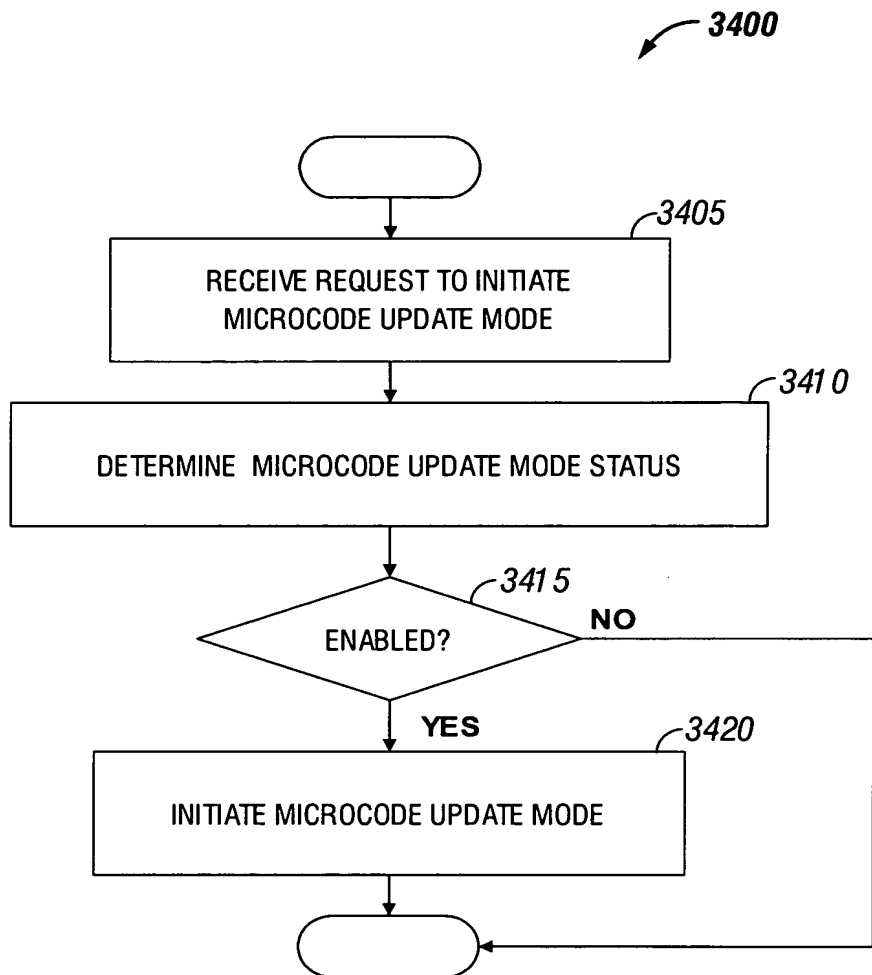 3400
3405
RECEIVE REQUEST TO INITIATE
MICROCODE UPDATE MODE
3410
DETERMINE MICROCODE UPDATE MODE STATUS
3415
ENABLED?
NO
YES
3420
INITIATE MICROCODE UPDATE MODE